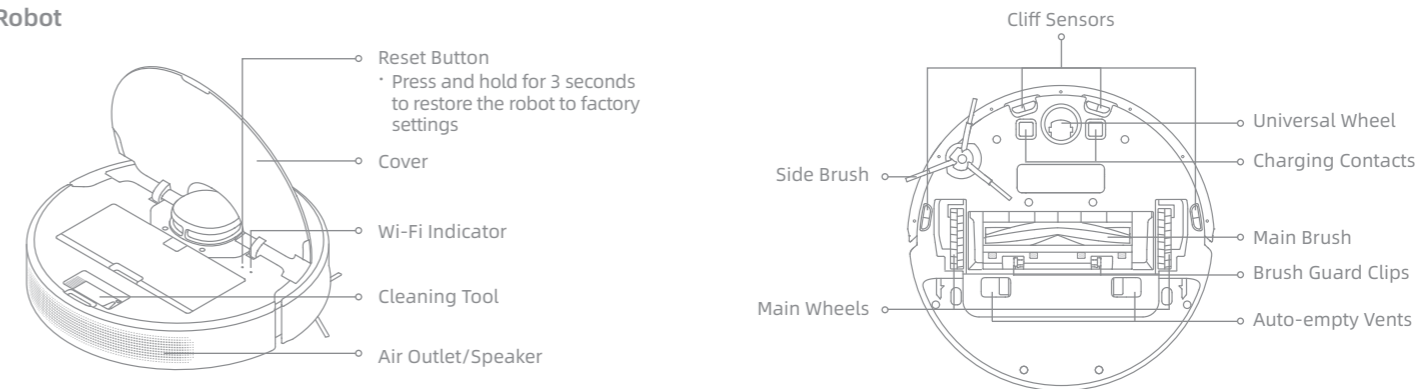 Robot
Reset Button
· Press and hold for 3 seconds
to restore the robot to factory
settings
Cover
Wi-Fi Indicator
Cleaning Tool
Air Outlet/Speaker
Cliff Sensors
Side Brush
Main Wheels
Universal Wheel
Charging Contacts
Main Brush
Brush Guard Clips
Auto-empty Vents